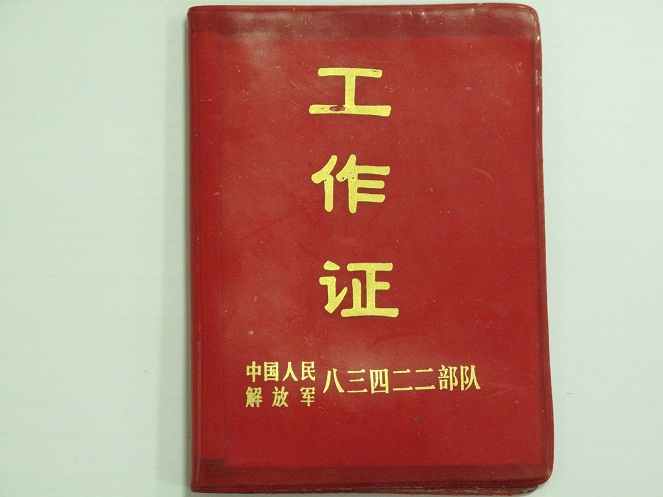 工作证
中国人民
解放军
八三四二二部队